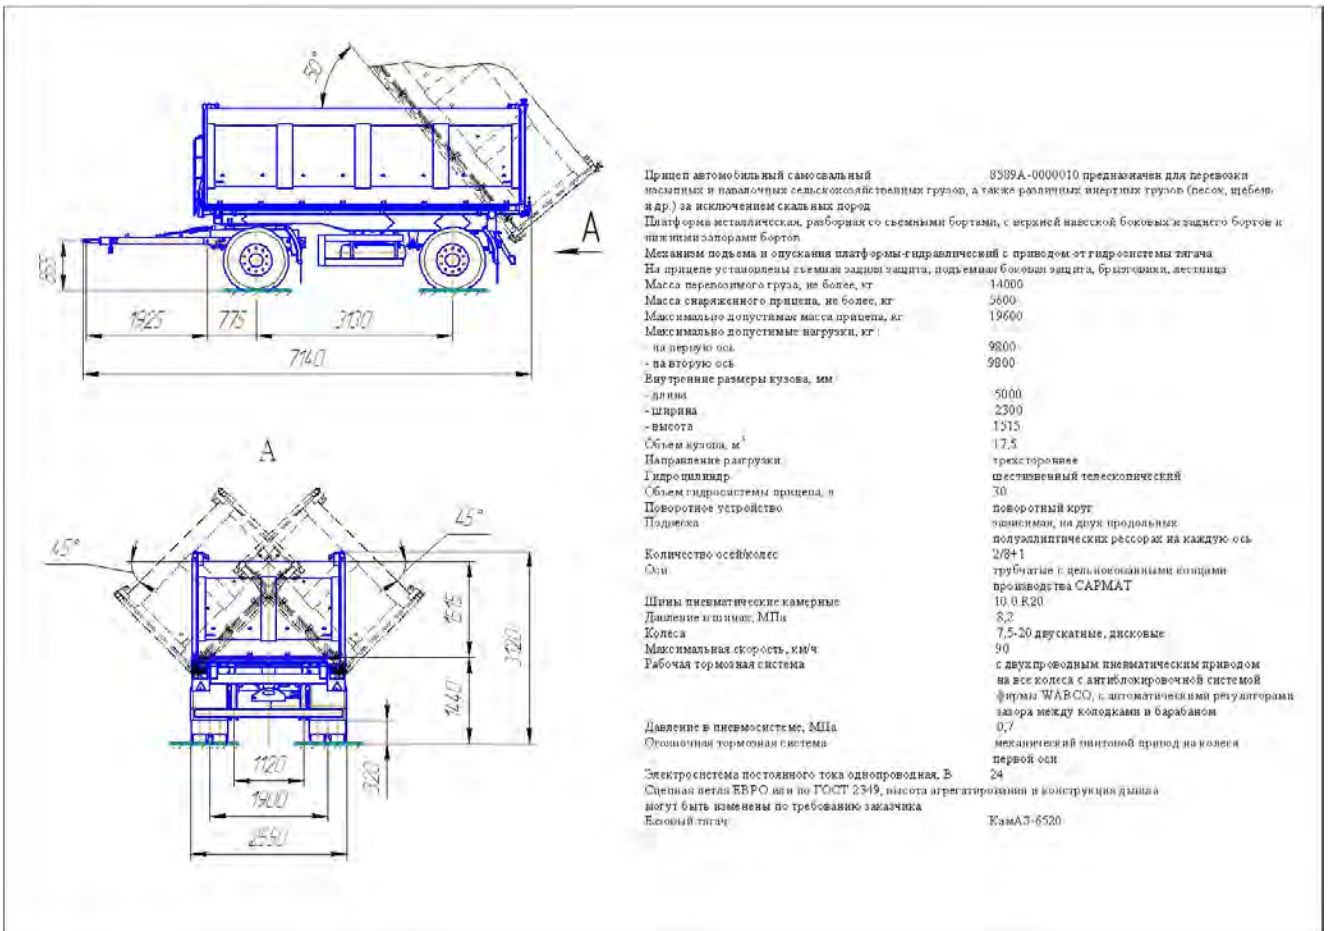 50°
А
1925 775 3130
7140
А
45° 45°
1515
3120
1440
320
1120
1900
2550
Прицеп автомобильный самосвальный 8589А-0000010 предназначен для перевозки
насыпных и навалочных сельскохозяйственных грузов, а также различных инертных грузов (песок, щебень
и др.) за исключением скальных пород
Платформа металлическая, разборная со съемными бортами, с верхней навеской боковых и заднего бортов и
нижними запорами бортов
Механизм подъема и опускания платформы-гидравлический с приводом от гидросистемы тягача
На прицепе установлены съемная задняя защита, подъемная боковая защита, брызговики, лестница
Масса перевозимого груза, не более, кг 14000
Масса снаряженного прицепа, не более, кг 5600
Максимально допустимая масса прицепа, кг 19600
Максимально допустимые нагрузки, кг :
- на первую ось 9800
- на вторую ось 9800
Внутренние размеры кузова, мм
- длина 5000
- ширина 2300
- высота 1515
Объем кузова, м³ 17,5
Направление разгрузки трехстороннее
Гидроцилиндр шестизвенный телескопический
Объем гидросистемы прицепа, л 30
Поворотное устройство поворотный круг
Подвеска зависимая, на двух продольных
полуэллиптических рессорах на каждую ось
Количество осей/колес 2/8+1
Оси трубчатые с цельнокованными концами
производства САРМАТ
Шины пневматические камерные 10.0 R20
Давление в шинах, МПа 8,2
Колеса 7,5-20 двускатные, дисковые
Максимальная скорость, км/ч 90
Рабочая тормозная система с двухпроводным пневматическим приводом
на все колеса с антиблокировочной системой
фирмы WABCO, с автоматическими регуляторами
зазора между колодками и барабаном
Давление в пневмосистеме, МПа 0,7
Стояночная тормозная система механический винтовой привод на колеса
первой оси
Электросистема постоянного тока однопроводная, В 24
Сцепная петля ЕВРО или по ГОСТ 2349, высота агрегатирования и конструкция дышла
могут быть изменены по требованию заказчика
Базовый тягач КамАЗ-6520